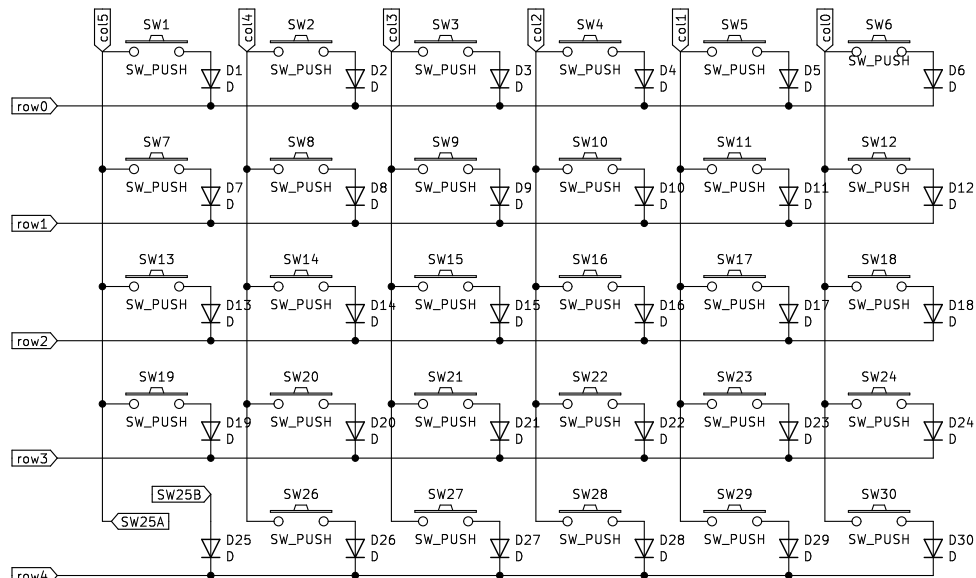 col5 col4 col3 col2 col1 col0
SW1 SW2 SW3 SW4 SW5 SW6
SW_PUSH SW_PUSH SW_PUSH SW_PUSH SW_PUSH SW_PUSH
D1 D2 D3 D4 D5 D6
D D D D D D
row0
SW7 SW8 SW9 SW10 SW11 SW12
SW_PUSH SW_PUSH SW_PUSH SW_PUSH SW_PUSH SW_PUSH
D7 D8 D9 D10 D11 D12
D D D D D D
row1
SW13 SW14 SW15 SW16 SW17 SW18
SW_PUSH SW_PUSH SW_PUSH SW_PUSH SW_PUSH SW_PUSH
D13 D14 D15 D16 D17 D18
D D D D D D
row2
SW19 SW20 SW21 SW22 SW23 SW24
SW_PUSH SW_PUSH SW_PUSH SW_PUSH SW_PUSH SW_PUSH
D19 D20 D21 D22 D23 D24
D D D D D D
row3
SW25B SW26 SW27 SW28 SW29 SW30
SW25A
SW_PUSH SW_PUSH SW_PUSH SW_PUSH SW_PUSH
D25 D26 D27 D28 D29 D30
D D D D D D
row4